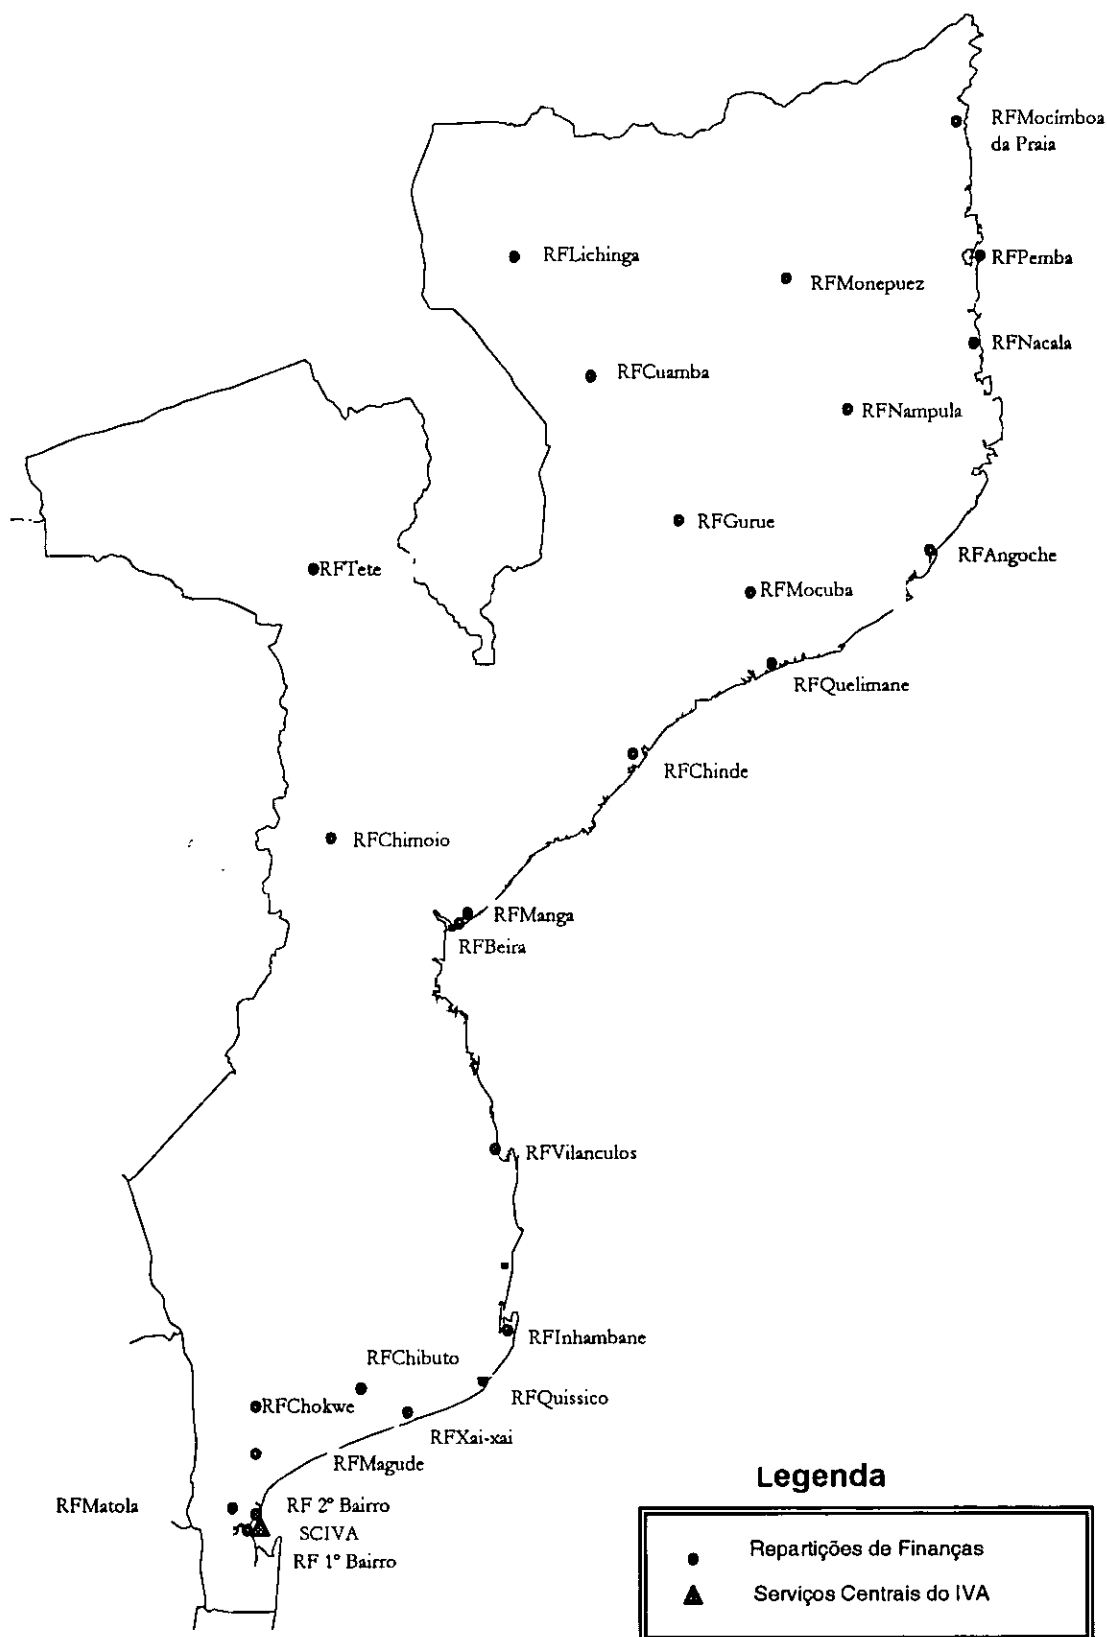 RFMocímboa
da Praia
RFLichinga
RFPemba
RFMonepuez
RFNacala
RFCuamba
RFNampula
RFGurue
RFAngoche
RFTete
RFMocuba
RFQuelimane
RFChinde
RFChimoio
RFManga
RFBeira
RFVilanculos
RFInhambane
RFChibuto
RFQuissico
RFChokwe
RFXai-xai
RFMagude
RFMatola
RF 2º Bairro
SCIVA
RF 1º Bairro
Legenda
Repartições de Finanças
Serviços Centrais do IVA